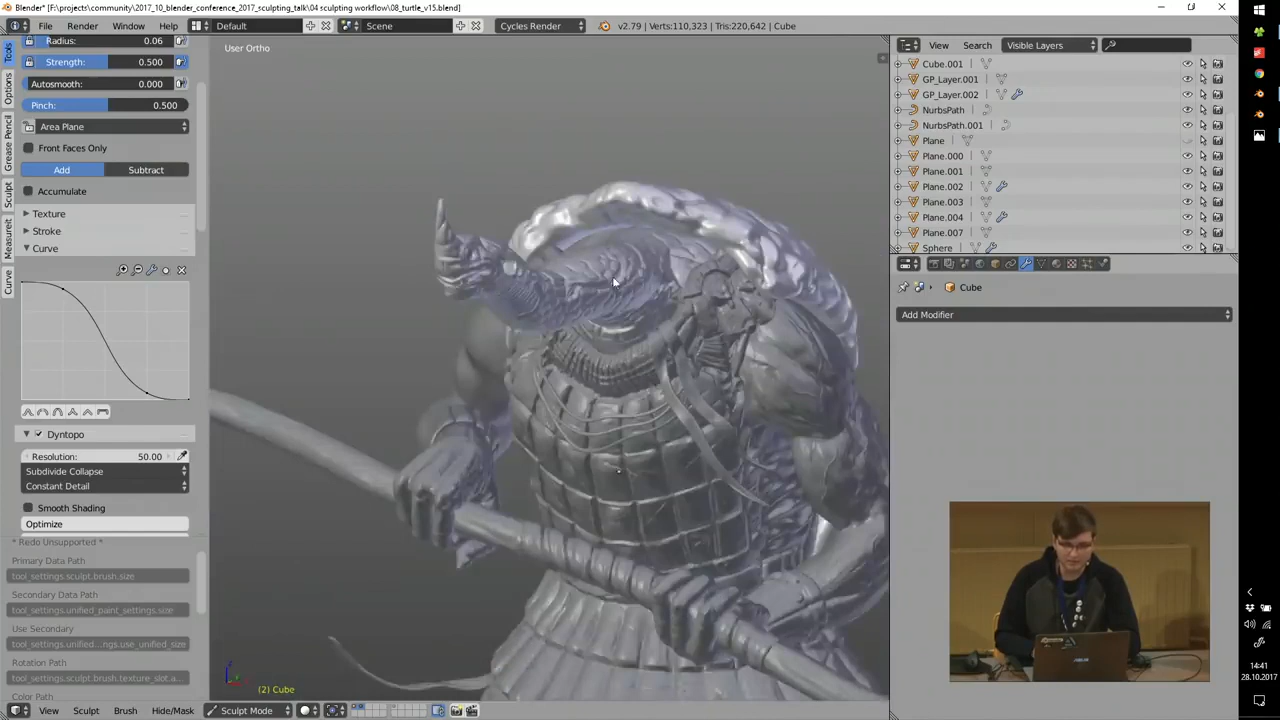 Blender* [F:\projects\community\2017_10_blender_conference_2017_sculpting_talk\04 sculpting workflow\08_turtle_v15.blend]
File Render Window Help Default Scene Cycles Render v2.79 | Verts:110,323 | Tris:220,642 | Cube
User Ortho
Radius: 0.06
Strength: 0.500
Autosmooth: 0.000
Pinch: 0.500
Area Plane
Front Faces Only
Add Subtract
Accumulate
Texture
Stroke
Curve
Dyntopo
Resolution: 50.00
Subdivide Collapse
Constant Detail
Smooth Shading
Optimize
* Redo Unsupported *
Primary Data Path
tool_settings.sculpt.brush.size
Secondary Data Path
tool_settings.unified_paint_settings.size
Use Secondary
tool_settings.unified...ngs.use_unified_size
Rotation Path
tool_settings.sculpt.brush.texture_slot.a...
Color Path
Tools
Options
Grease Pencil
Sculpt
Measureit
Curve
(2) Cube
View Sculpt Brush Hide/Mask Sculpt Mode
View Search Visible Layers
Cube.001
GP_Layer.001
GP_Layer.002
NurbsPath
NurbsPath.001
Plane
Plane.000
Plane.001
Plane.002
Plane.003
Plane.004
Plane.007
Sphere
Cube
Add Modifier
14:41
28.10.2017